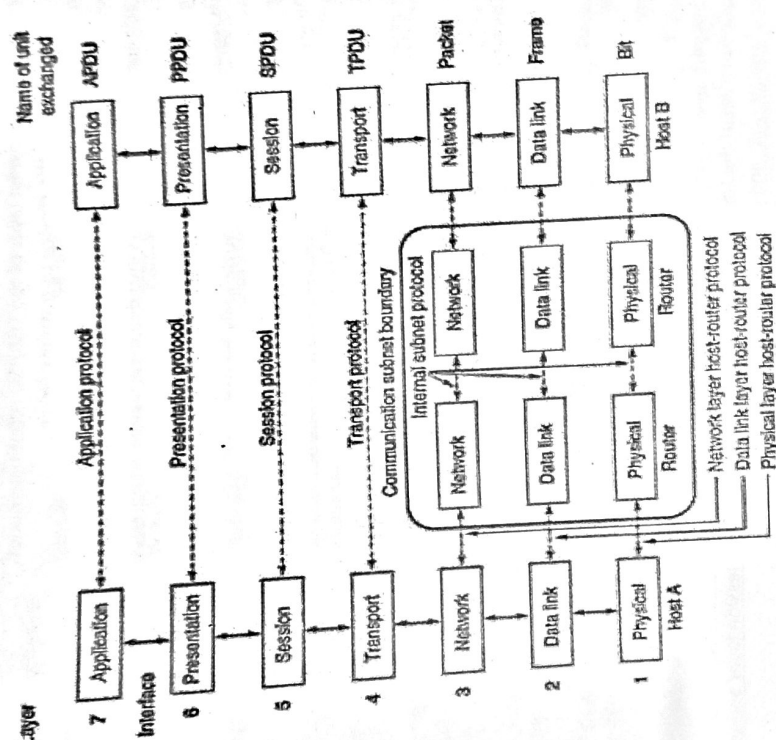 Layer
Name of unit
exchanged
7
Application
Application protocol
Application
APDU
Interface
6
Presentation
Presentation protocol
Presentation
PPDU
5
Session
Session protocol
Session
SPDU
4
Transport
Transport protocol
Transport
TPDU
Communication subnet boundary
Internal subnet protocol
3
Network
Network
Network
Network
Packet
2
Data link
Data link
Data link
Data link
Frame
1
Physical
Physical
Physical
Physical
Bit
Host A
Router
Router
Host B
Network layer host-router protocol
Data link layer host-router protocol
Physical layer host-router protocol